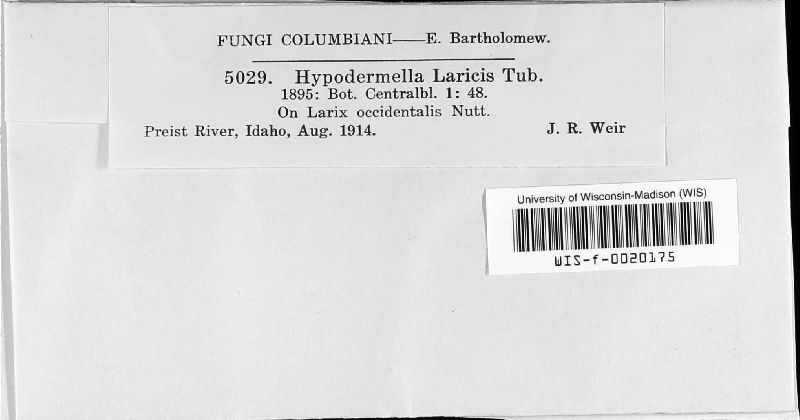 FUNGI COLUMBIANI—E. Bartholomew.
5029. Hypodermella Laricis Tub.
1895: Bot. Centralbl. 1: 48.
On Larix occidentalis Nutt.
Preist River, Idaho, Aug. 1914. J. R. Weir
University of Wisconsin-Madison (WIS)
WIS-f-0020175